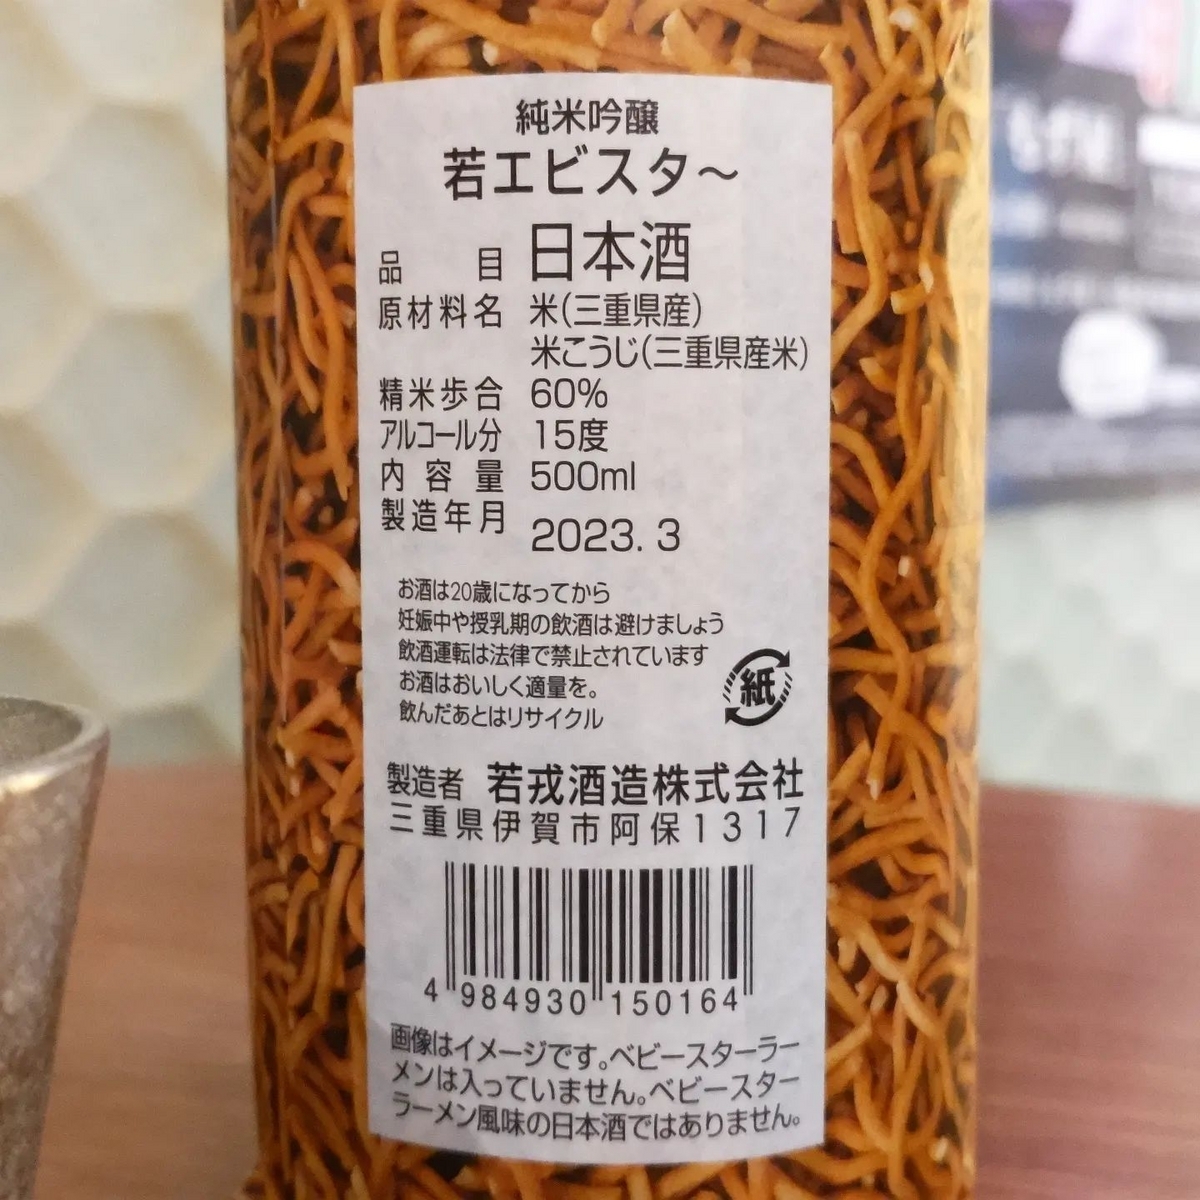 純米吟醸
若エビスタ～
品目 日本酒
原材料名 米(三重県産)
米こうじ(三重県産米)
精米歩合 60%
アルコール分 15度
内容量 500ml
製造年月 2023. 3
お酒は20歳になってから
妊娠中や授乳期の飲酒は避けましょう
飲酒運転は法律で禁止されています
お酒はおいしく適量を。
飲んだあとはリサイクル
紙
製造者 若戎酒造株式会社
三重県伊賀市阿保1317
4 984930 150164
画像はイメージです。ベビースターラー
メンは入っていません。ベビースター
ラーメン風味の日本酒ではありません。